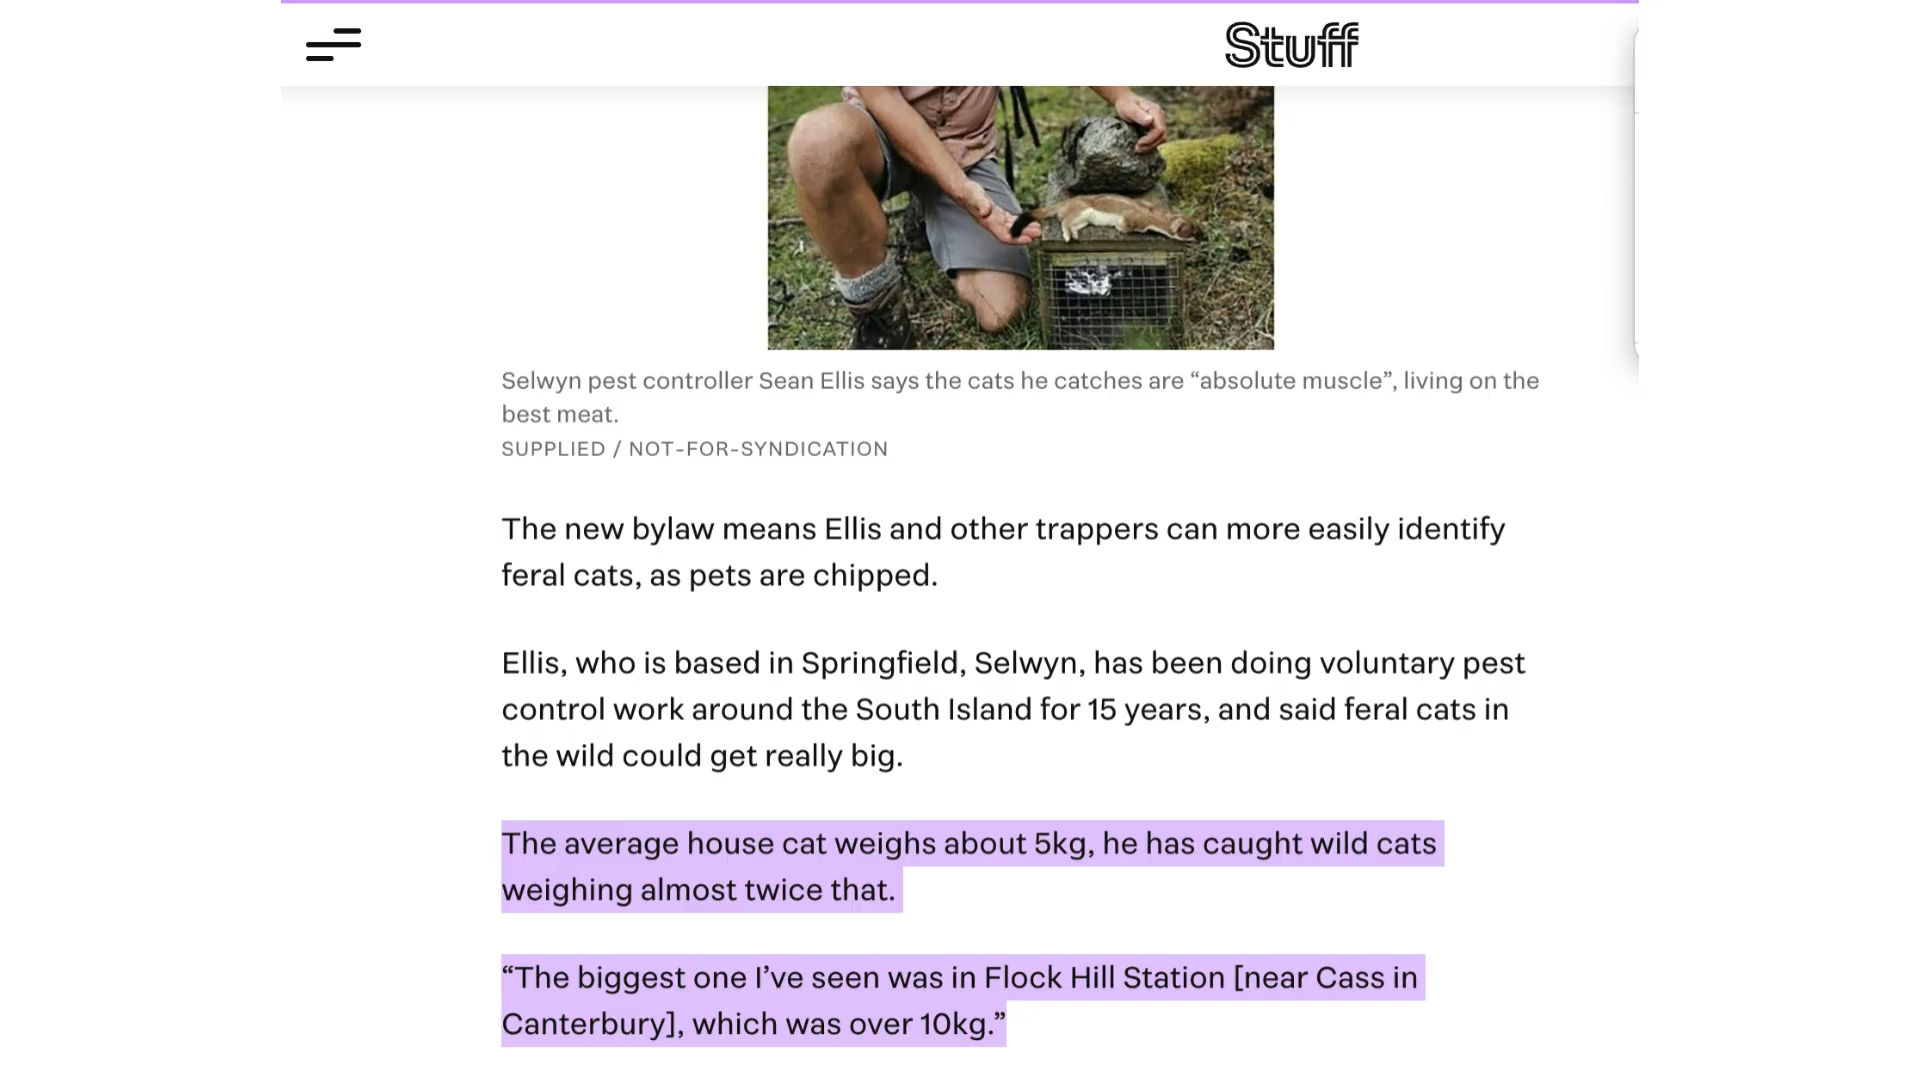 Stuff
Selwyn pest controller Sean Ellis says the cats he catches are “absolute muscle”, living on the
best meat.
SUPPLIED / NOT-FOR-SYNDICATION
The new bylaw means Ellis and other trappers can more easily identify
feral cats, as pets are chipped.
Ellis, who is based in Springfield, Selwyn, has been doing voluntary pest
control work around the South Island for 15 years, and said feral cats in
the wild could get really big.
The average house cat weighs about 5kg, he has caught wild cats
weighing almost twice that.
“The biggest one I’ve seen was in Flock Hill Station [near Cass in
Canterbury], which was over 10kg.”